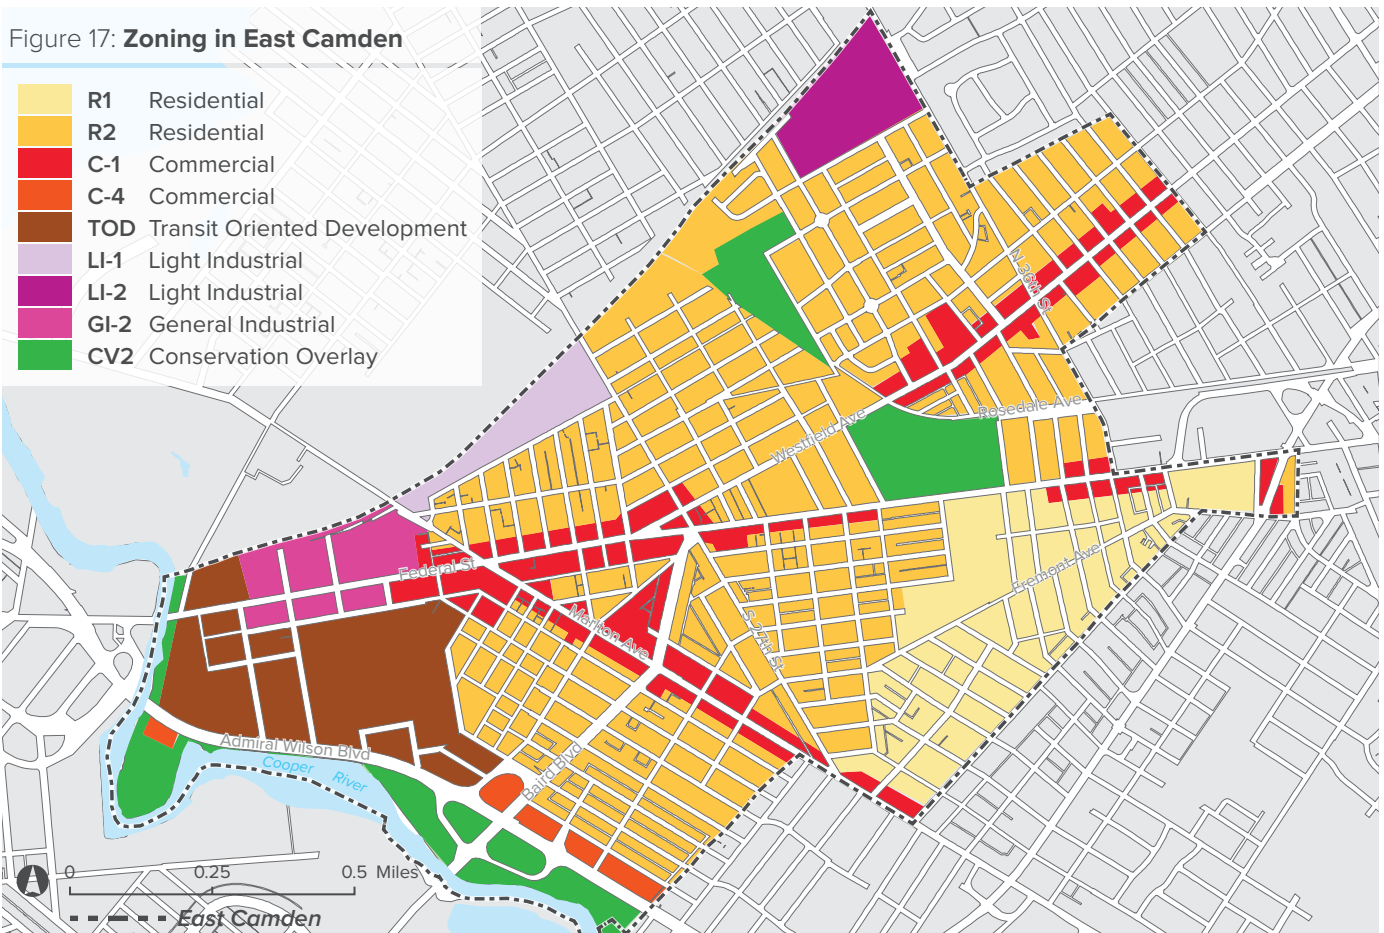 Figure 17: Zoning in East Camden
R1 Residential
R2 Residential
C-1 Commercial
C-4 Commercial
TOD Transit Oriented Development
LI-1 Light Industrial
LI-2 Light Industrial
GI-2 General Industrial
CV2 Conservation Overlay
N 36th St
Rosedale Ave
Westfield Ave
Federal St
Fremont Ave
Marlton Ave
S 27th St
Admiral Wilson Blvd
Cooper River
Baird Blvd
0 0.25 0.5 Miles
East Camden